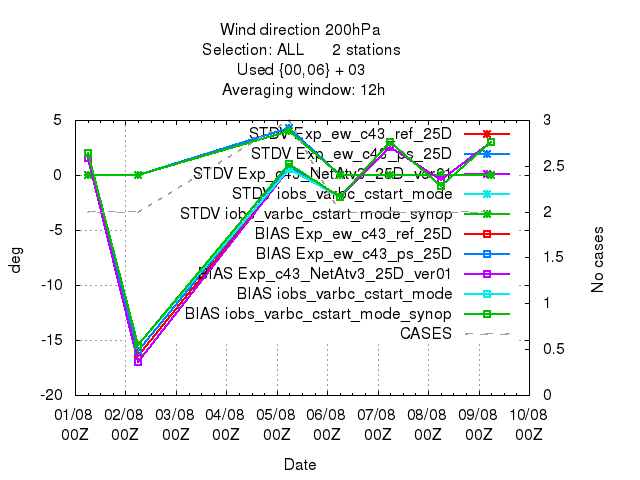 Wind direction 200hPa
Selection: ALL 2 stations
Used {00,06} + 03
Averaging window: 12h
5
0
-5
-10
-15
-20
deg
3
2.5
2
1.5
1
0.5
0
No cases
STDV Exp_ew_c43_ref_25D
STDV Exp_ew_c43_ps_25D
STDV Exp_c43_NetAtv3_25D_ver01
STDV iobs_varbc_cstart_mode
STDV iobs_varbc_cstart_mode_synop
BIAS Exp_ew_c43_ref_25D
BIAS Exp_ew_c43_ps_25D
BIAS Exp_c43_NetAtv3_25D_ver01
BIAS iobs_varbc_cstart_mode
BIAS iobs_varbc_cstart_mode_synop
CASES
01/08 02/08 03/08 04/08 05/08 06/08 07/08 08/08 09/08 10/08
00Z 00Z 00Z 00Z 00Z 00Z 00Z 00Z 00Z 00Z
Date